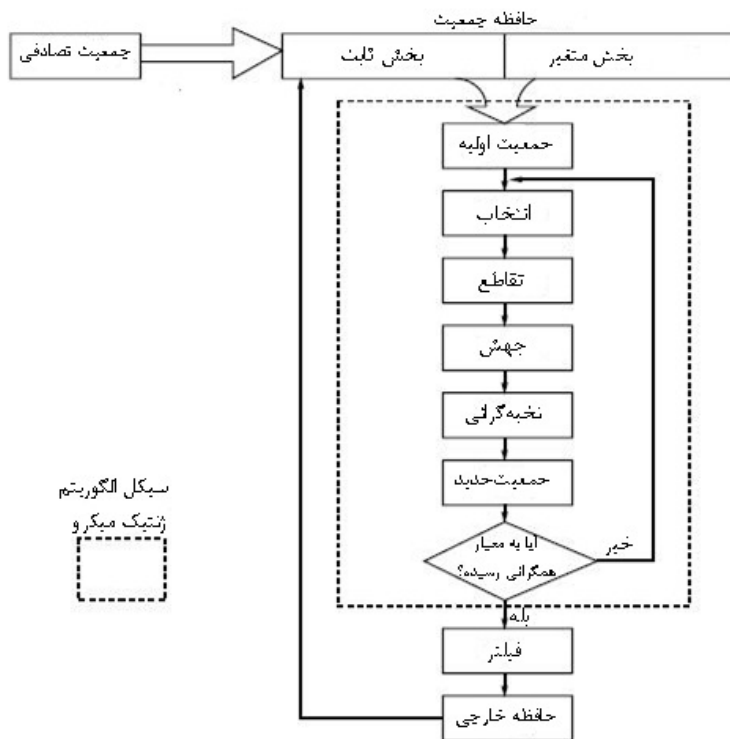 حافظه جمعیت
جمعیت تصادفی
بخش متغیر
بخش ثابت
جمعیت اولیه
انتخاب
تقاطع
جهش
نخبه‌گرائی
جمعیت‌جدید
آیا به معیار
همگرائی رسیده؟
خیر
بله
فیلتر
حافظه خارجی
سیکل الگوریتم
ژنتیک میکرو